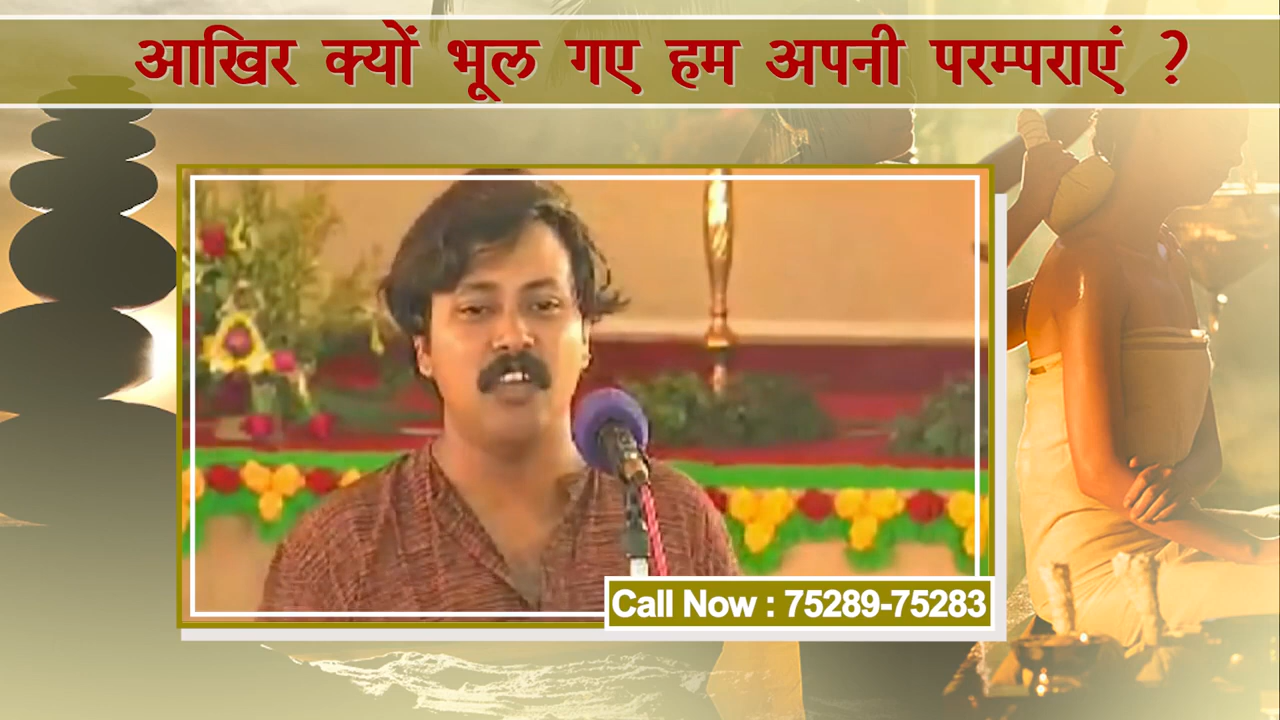 आखिर क्यों भूल गए हम अपनी परम्पराएं ?
Call Now : 75289-75283